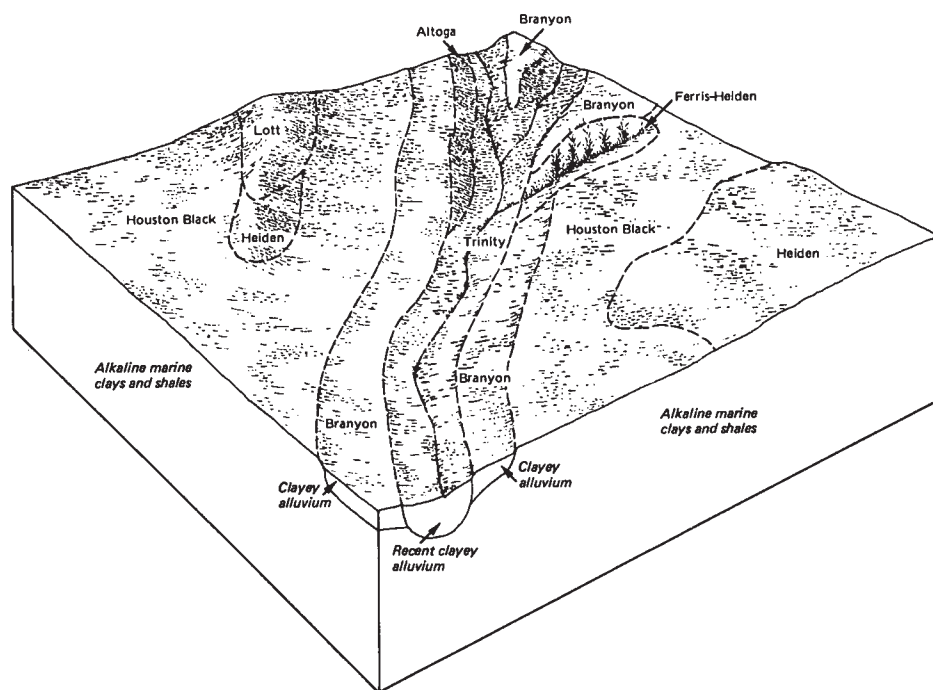 Branyon
Altoga
Ferris-Heiden
Branyon
Lott
Houston Black
Heiden
Trinity
Houston Black
Heiden
Alkaline marine
clays and shales
Branyon
Branyon
Alkaline marine
clays and shales
Clayey
alluvium
Clayey
alluvium
Recent clayey
alluvium